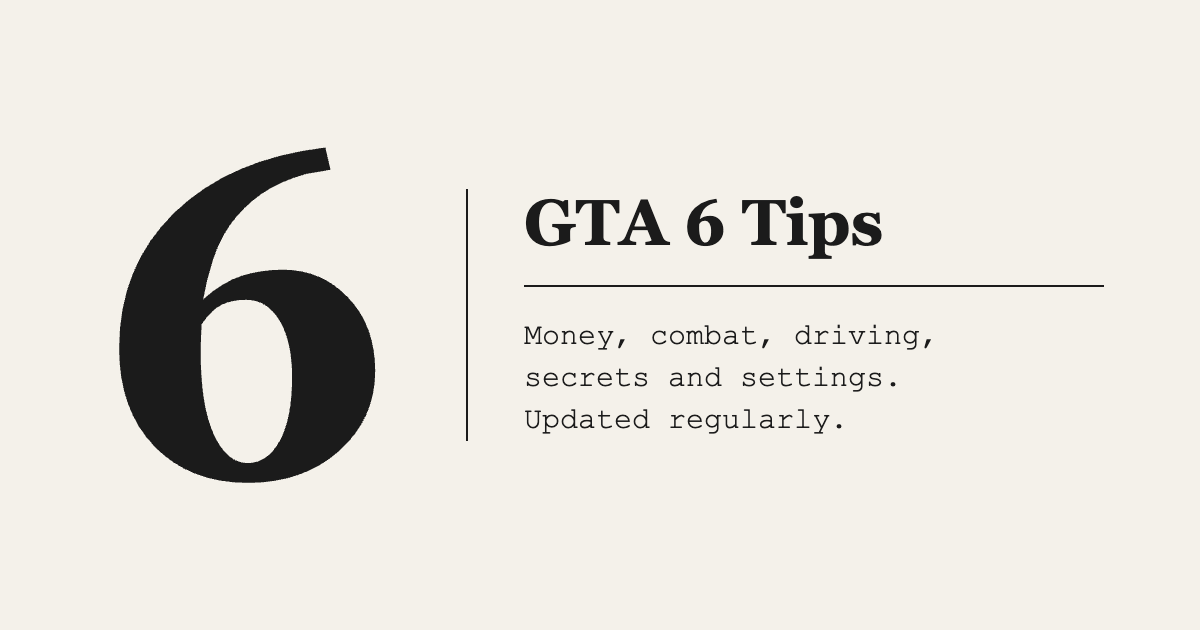 6
GTA 6 Tips
Money, combat, driving,
secrets and settings.
Updated regularly.